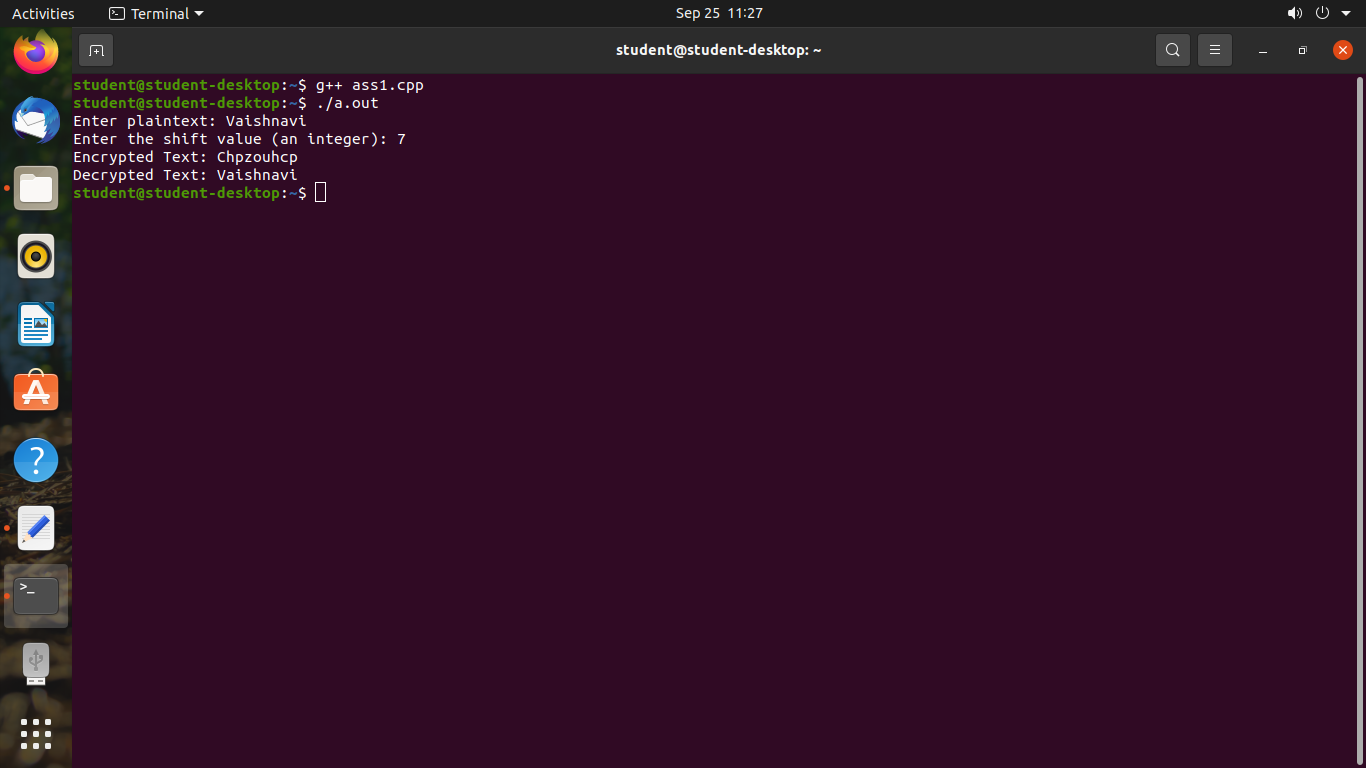 Activities Terminal Sep 25 11:27
student@student-desktop: ~
student@student-desktop:~$ g++ ass1.cpp
student@student-desktop:~$ ./a.out
Enter plaintext: Vaishnavi
Enter the shift value (an integer): 7
Encrypted Text: Chpzouhcp
Decrypted Text: Vaishnavi
student@student-desktop:~$